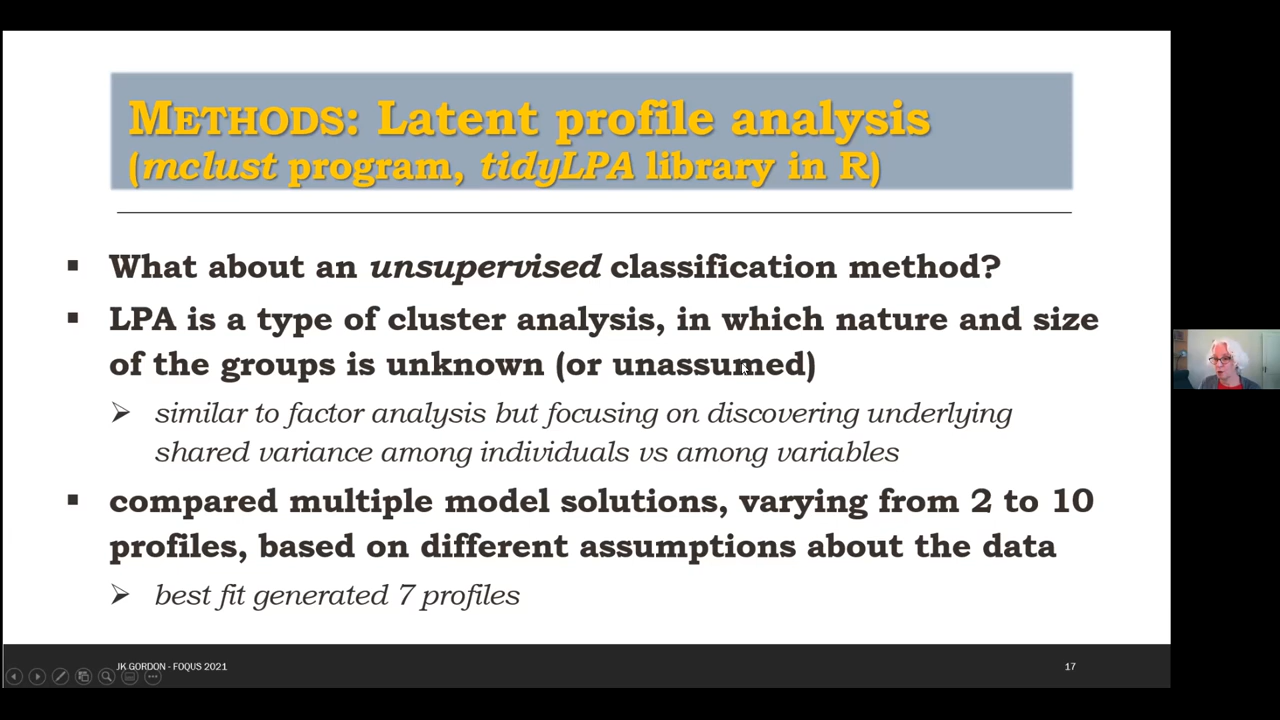 METHODS: Latent profile analysis
(mclust program, tidyLPA library in R)
▪ What about an unsupervised classification method?
▪ LPA is a type of cluster analysis, in which nature and size
of the groups is unknown (or unassumed)
➢ similar to factor analysis but focusing on discovering underlying
shared variance among individuals vs among variables
▪ compared multiple model solutions, varying from 2 to 10
profiles, based on different assumptions about the data
➢ best fit generated 7 profiles
JK GORDON - FOQUS 2021
17